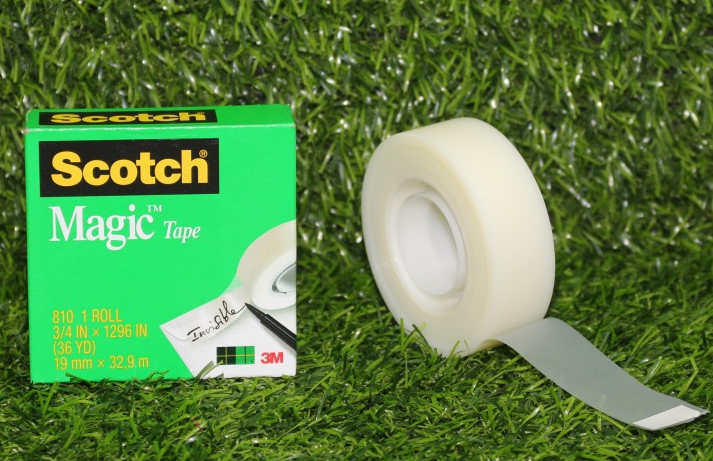 Scotch
Scotch®
Magic™ Tape
810 1 ROLL
3/4 IN × 1296 IN
(36 YD)
19 mm × 32,9 m
Invisible
3M